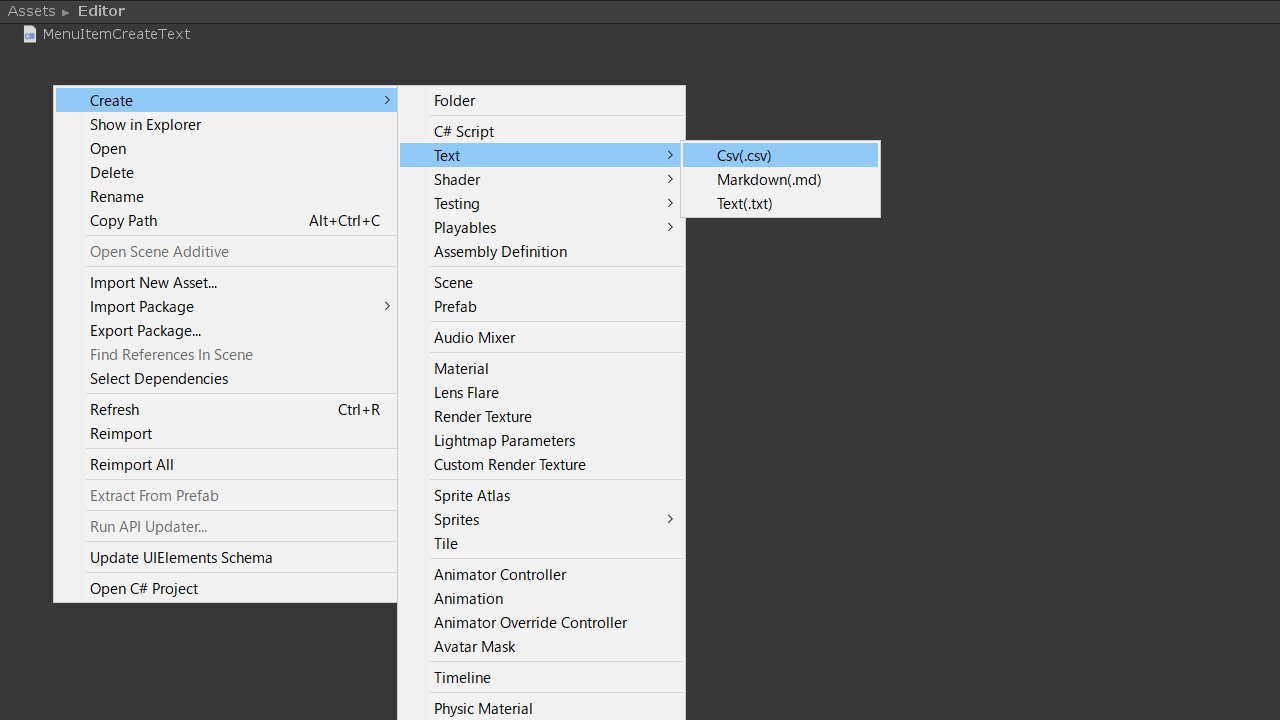 Assets ▸ Editor
MenuItemCreateText
Create
Show in Explorer
Open
Delete
Rename
Copy Path Alt+Ctrl+C
Open Scene Additive
Import New Asset...
Import Package
Export Package...
Find References In Scene
Select Dependencies
Refresh Ctrl+R
Reimport
Reimport All
Extract From Prefab
Run API Updater...
Update UIElements Schema
Open C# Project
Folder
C# Script
Text
Shader
Testing
Playables
Assembly Definition
Scene
Prefab
Audio Mixer
Material
Lens Flare
Render Texture
Lightmap Parameters
Custom Render Texture
Sprite Atlas
Sprites
Tile
Animator Controller
Animation
Animator Override Controller
Avatar Mask
Timeline
Physic Material
Csv(.csv)
Markdown(.md)
Text(.txt)